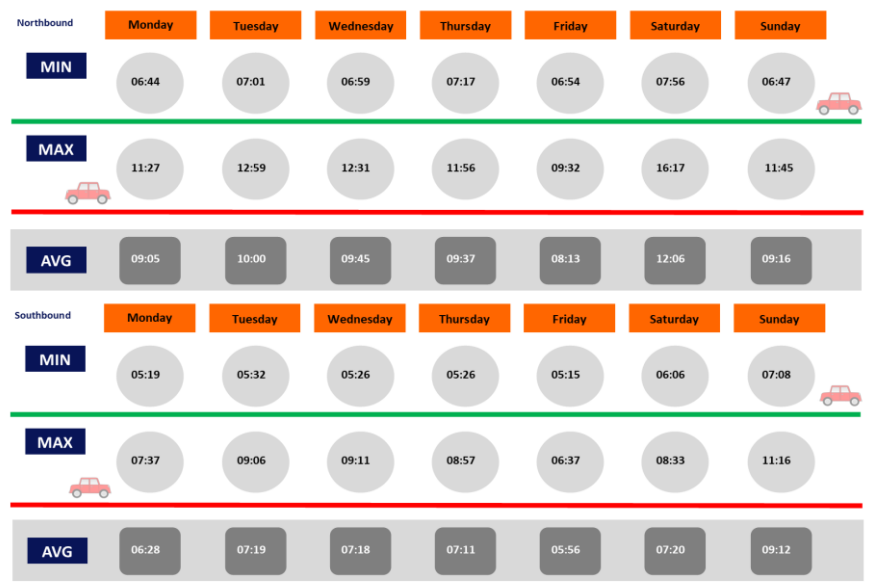 Northbound Monday Tuesday Wednesday Thursday Friday Saturday Sunday
MIN 06:44 07:01 06:59 07:17 06:54 07:56 06:47
MAX 11:27 12:59 12:31 11:56 09:32 16:17 11:45
AVG 09:05 10:00 09:45 09:37 08:13 12:06 09:16
Southbound Monday Tuesday Wednesday Thursday Friday Saturday Sunday
MIN 05:19 05:32 05:26 05:26 05:15 06:06 07:08
MAX 07:37 09:06 09:11 08:57 06:37 08:33 11:16
AVG 06:28 07:19 07:18 07:11 05:56 07:20 09:12